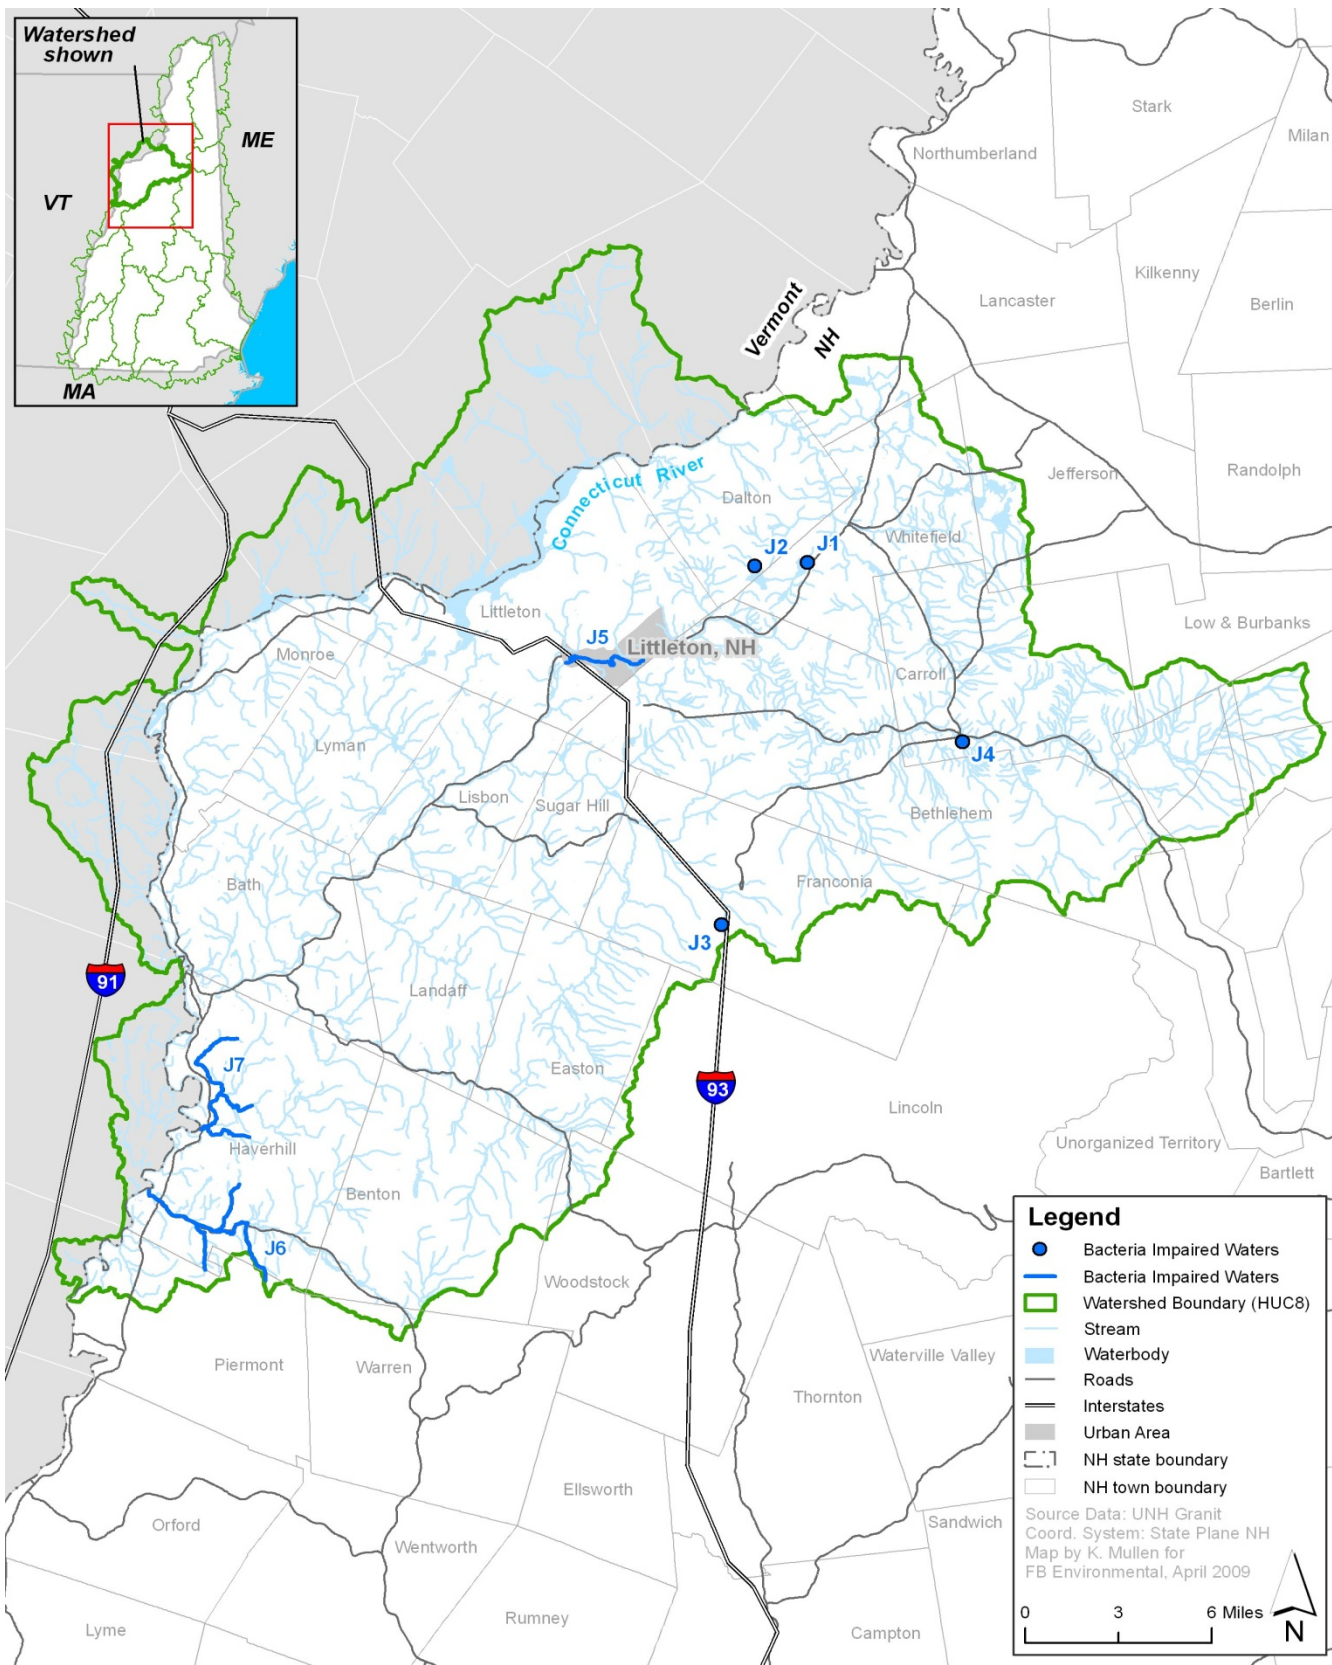 Watershed
shown
ME
VT
MA
Stark
Milan
Northumberland
Kilkenny
Lancaster
Berlin
Vermont
NH
Connecticut River
Dalton
Jefferson
Randolph
Whitefield
J2
J1
Littleton
J5
Littleton, NH
Low & Burbanks
Monroe
Carroll
Lyman
J4
Lisbon
Sugar Hill
Bethlehem
Bath
Franconia
J3
91
Landaff
J7
Easton
93
Lincoln
Haverhill
Unorganized Territory
Bartlett
Benton
J6
Woodstock
Piermont
Warren
Waterville Valley
Thornton
Ellsworth
Orford
Sandwich
Wentworth
Rumney
Lyme
Campton
Legend
Bacteria Impaired Waters
Bacteria Impaired Waters
Watershed Boundary (HUC8)
Stream
Waterbody
Roads
Interstates
Urban Area
NH state boundary
NH town boundary
Source Data: UNH Granit
Coord. System: State Plane NH
Map by K. Mullen for
FB Environmental, April 2009
0 3 6 Miles
N